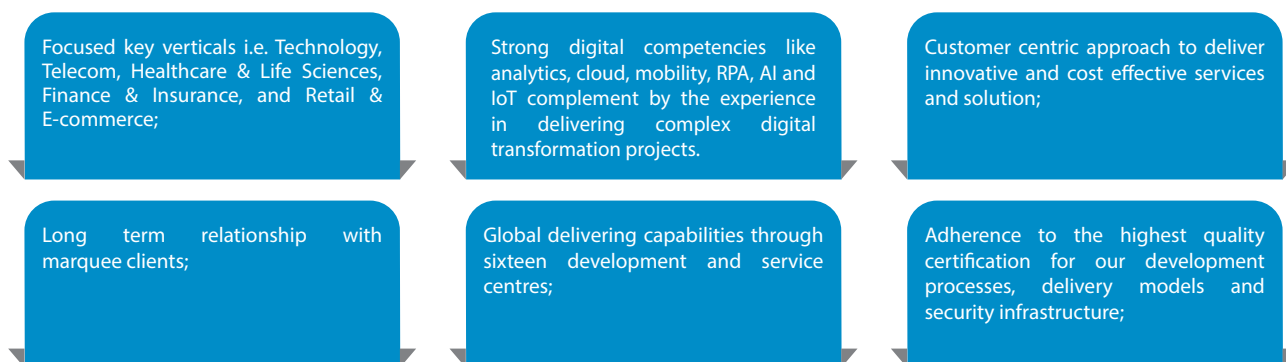 Focused key verticals i.e. Technology,
Telecom, Healthcare & Life Sciences,
Finance & Insurance, and Retail &
E-commerce;
Strong digital competencies like
analytics, cloud, mobility, RPA, AI and
IoT complement by the experience
in delivering complex digital
transformation projects.
Customer centric approach to deliver
innovative and cost effective services
and solution;
Long term relationship with
marquee clients;
Global delivering capabilities through
sixteen development and service
centres;
Adherence to the highest quality
certification for our development
processes, delivery models and
security infrastructure;